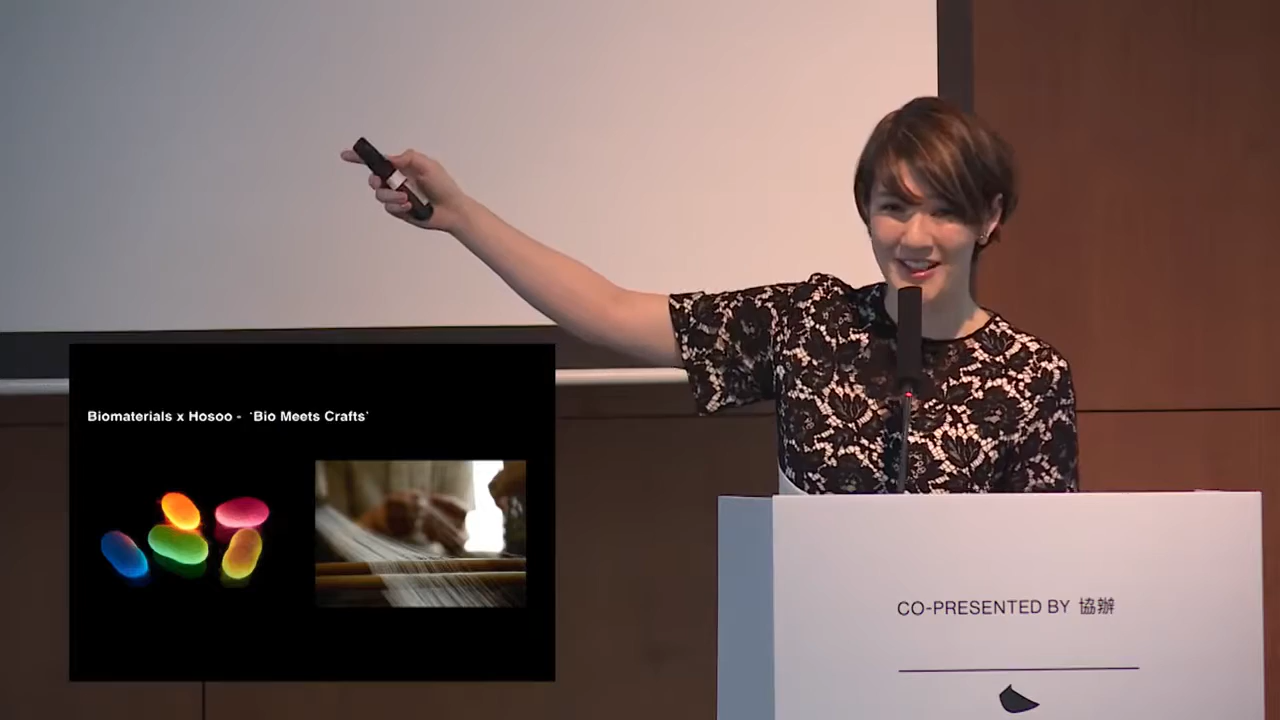 Biomaterials x Hosoo - `Bio Meets Crafts`
CO-PRESENTED BY 協辦